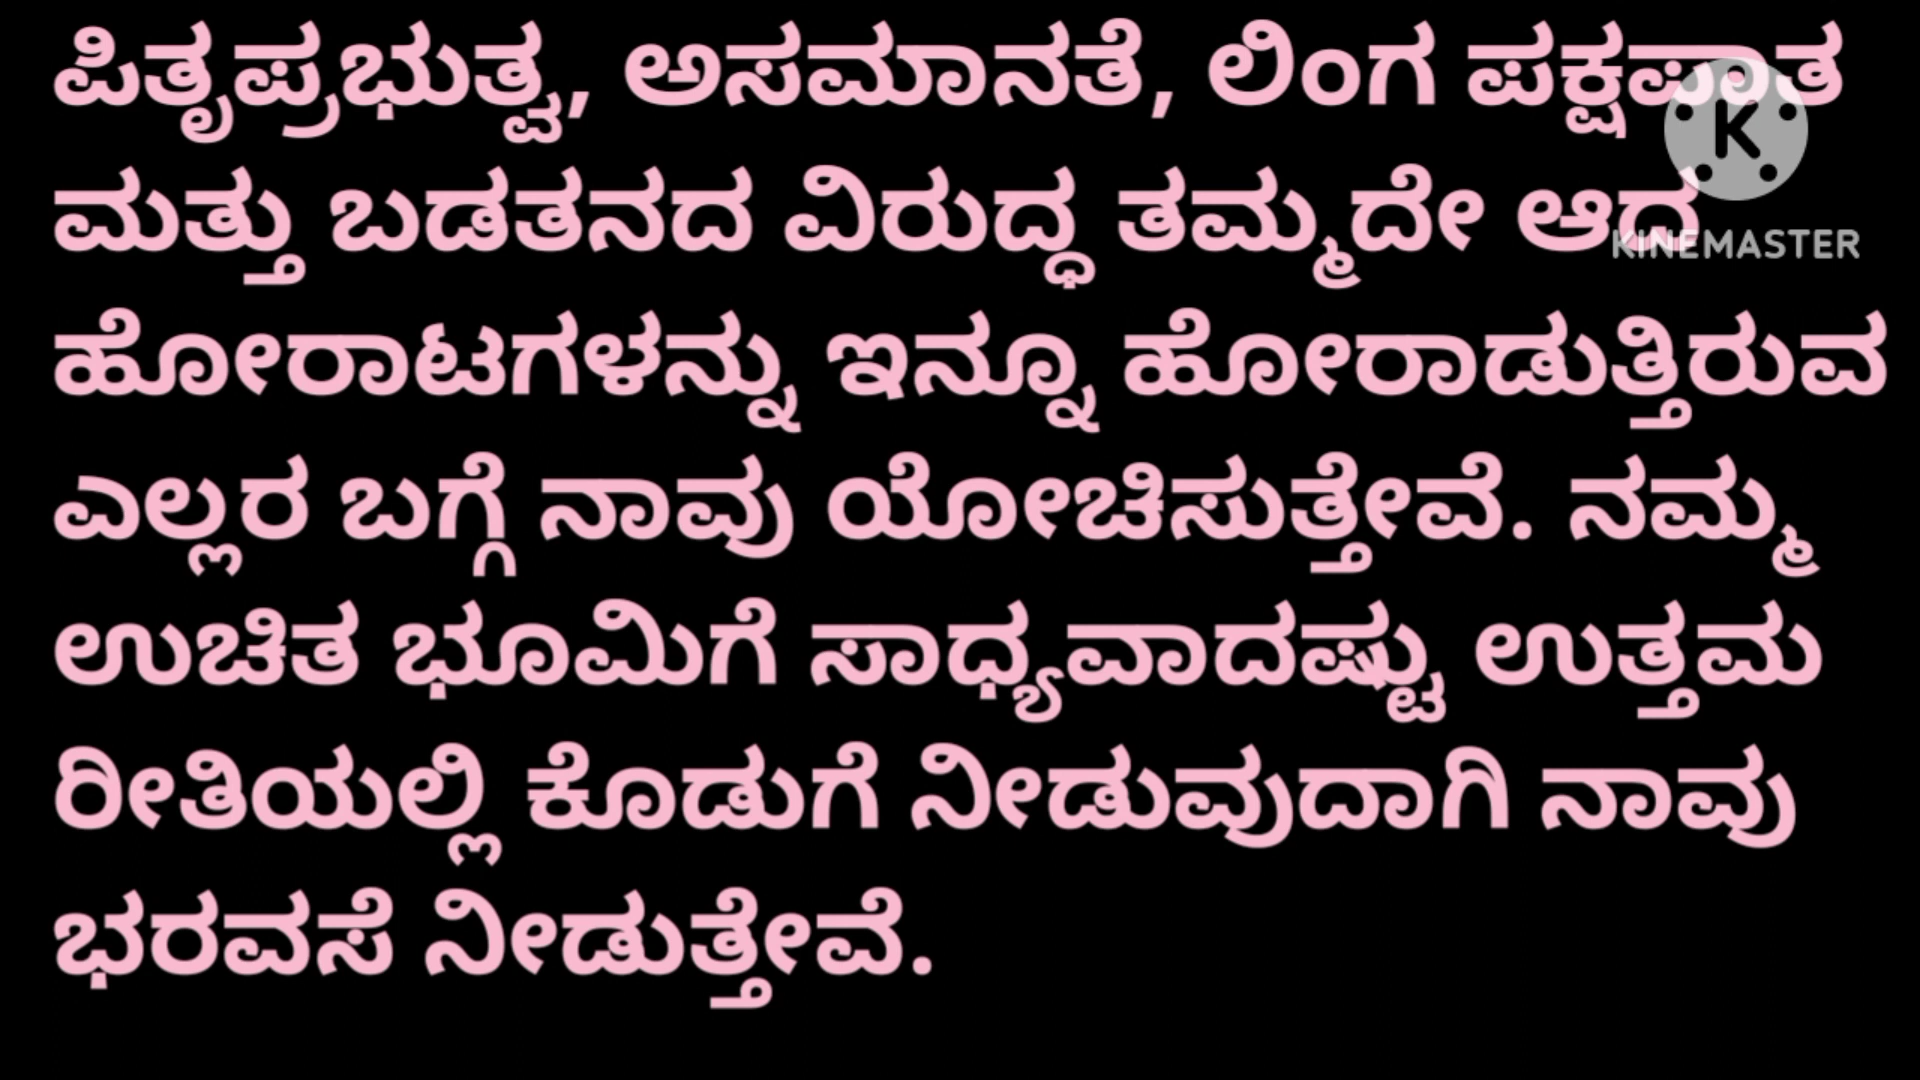 ಪಿತೃಪ್ರಭುತ್ವ, ಅಸಮಾನತೆ, ಲಿಂಗ ಪಕ್ಷಪಾತ
ಮತ್ತು ಬಡತನದ ವಿರುದ್ಧ ತಮ್ಮದೇ ಆದ
KINEMASTER
ಹೋರಾಟಗಳನ್ನು ಇನ್ನೂ ಹೋರಾಡುತ್ತಿರುವ
ಎಲ್ಲರ ಬಗ್ಗೆ ನಾವು ಯೋಚಿಸುತ್ತೇವೆ. ನಮ್ಮ
ಉಚಿತ ಭೂಮಿಗೆ ಸಾಧ್ಯವಾದಷ್ಟು ಉತ್ತಮ
ರೀತಿಯಲ್ಲಿ ಕೊಡುಗೆ ನೀಡುವುದಾಗಿ ನಾವು
ಭರವಸೆ ನೀಡುತ್ತೇವೆ.